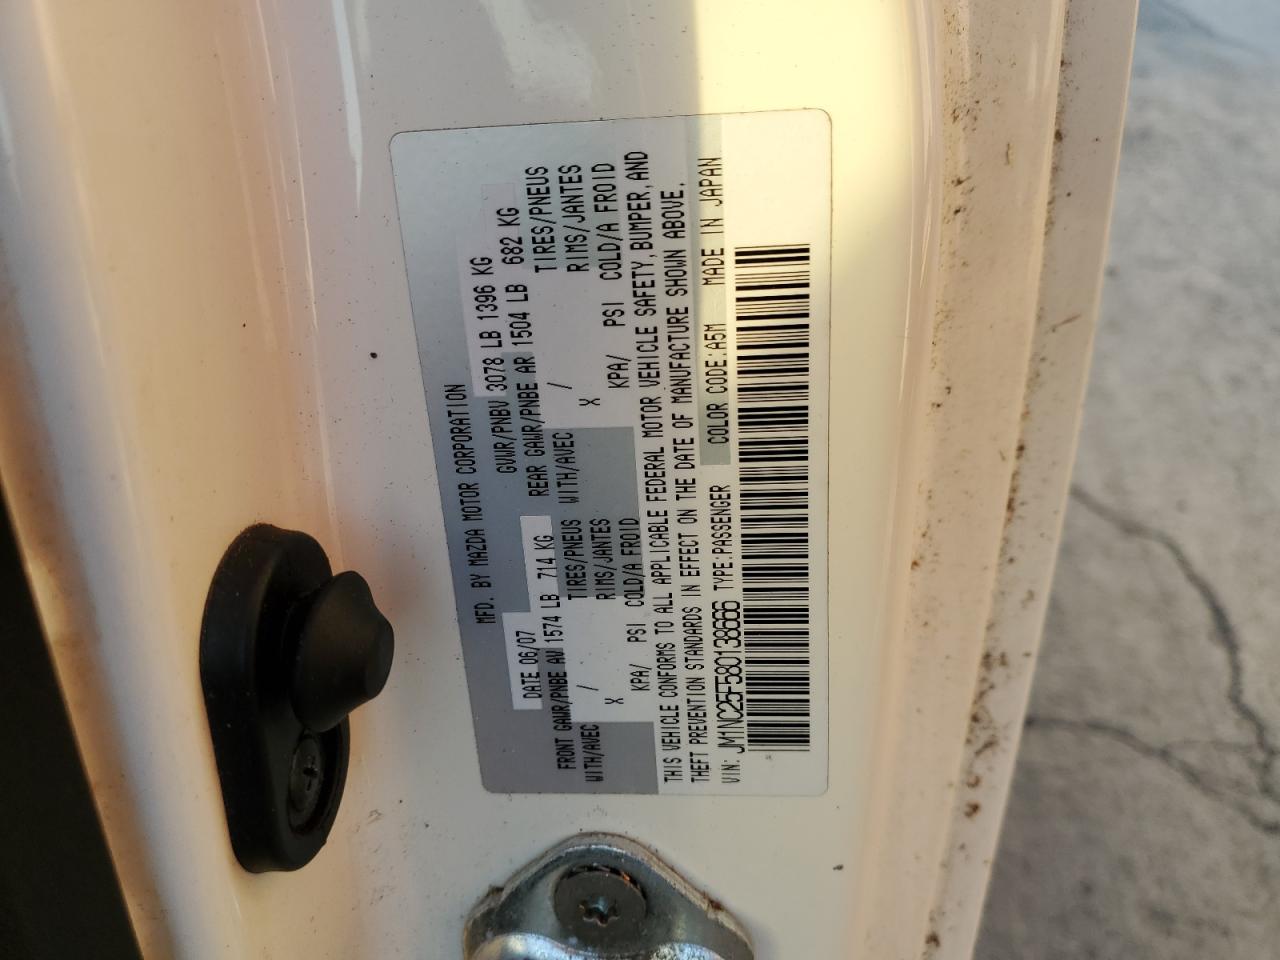 MFD. BY MAZDA MOTOR CORPORATION
DATE 06/07 GVWR/PNBV 3078 LB 1396 KG
FRONT GAWR/PNBE AV 1574 LB 714 KG REAR GAWR/PNBE AR 1504 LB 682 KG
WITH/AVEC / TIRES/PNEUS WITH/AVEC / TIRES/PNEUS
X RIMS/JANTES X RIMS/JANTES
KPA/ PSI COLD/A FROID KPA/ PSI COLD/A FROID
THIS VEHICLE CONFORMS TO ALL APPLICABLE FEDERAL MOTOR VEHICLE SAFETY, BUMPER, AND
THEFT PREVENTION STANDARDS IN EFFECT ON THE DATE OF MANUFACTURE SHOWN ABOVE.
VIN: JM1NC25F580138666 TYPE:PASSENGER COLOR CODE:A5M MADE IN JAPAN